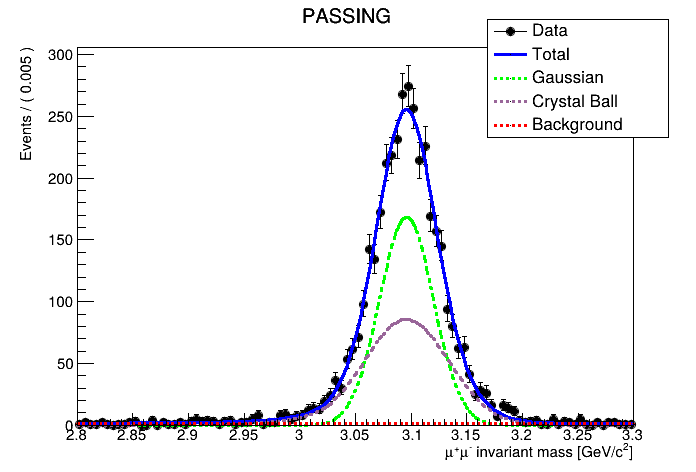 PASSING
Data
Total
Gaussian
Crystal Ball
Background
Events / ( 0.005 )
300
250
200
150
100
50
0
2.8 2.85 2.9 2.95 3 3.05 3.1 3.15 3.2 3.25 3.3
μ⁺μ⁻ invariant mass [GeV/c²]